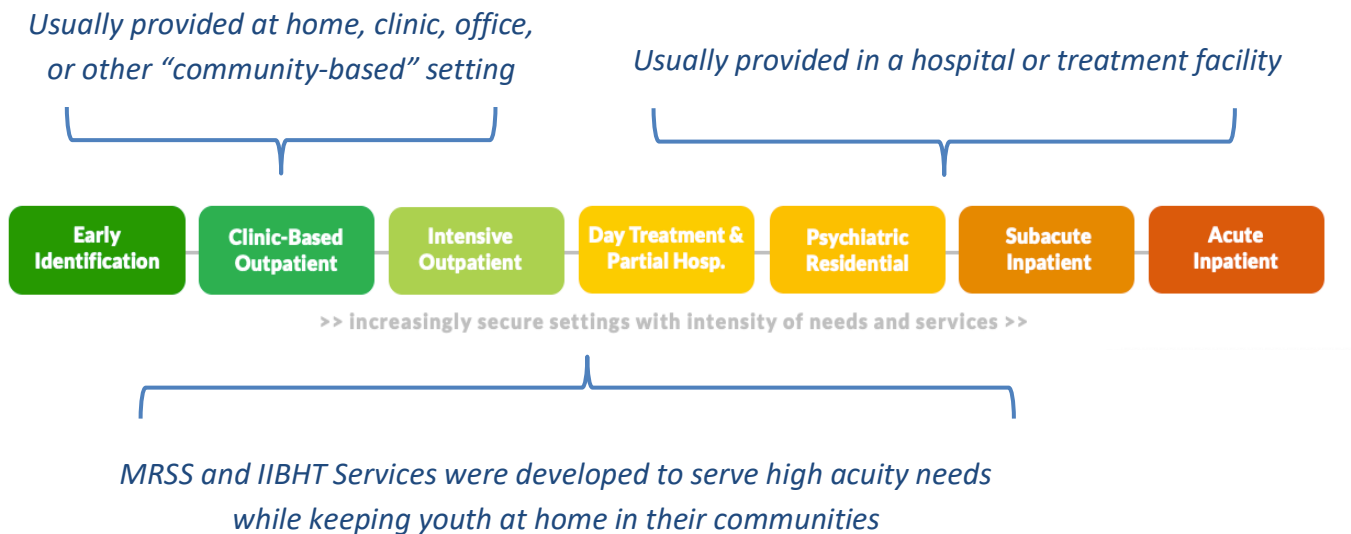 Usually provided at home, clinic, office,
or other “community-based” setting
Usually provided in a hospital or treatment facility
Early
Identification
Clinic-Based
Outpatient
Intensive
Outpatient
Day Treatment &
Partial Hosp.
Psychiatric
Residential
Subacute
Inpatient
Acute
Inpatient
>> increasingly secure settings with intensity of needs and services >>
MRSS and IIBHT Services were developed to serve high acuity needs
while keeping youth at home in their communities